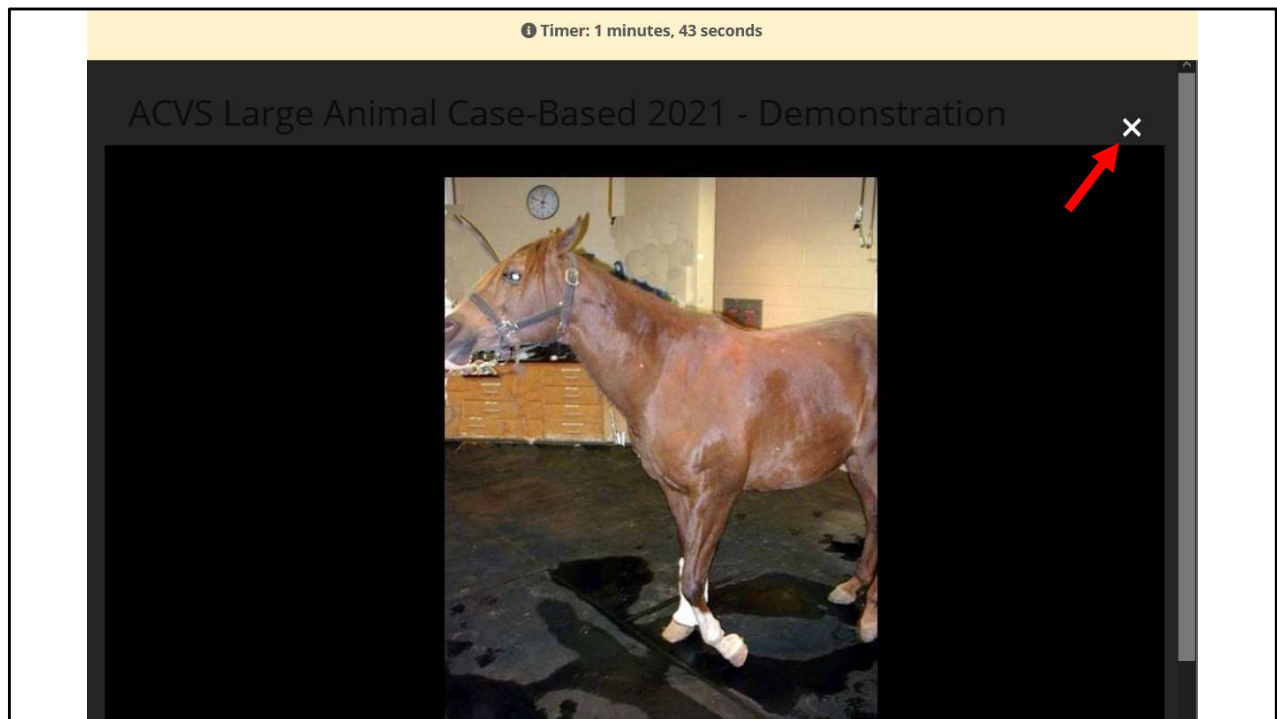 Timer: 1 minutes, 43 seconds
ACVS Large Animal Case-Based 2021 - Demonstration